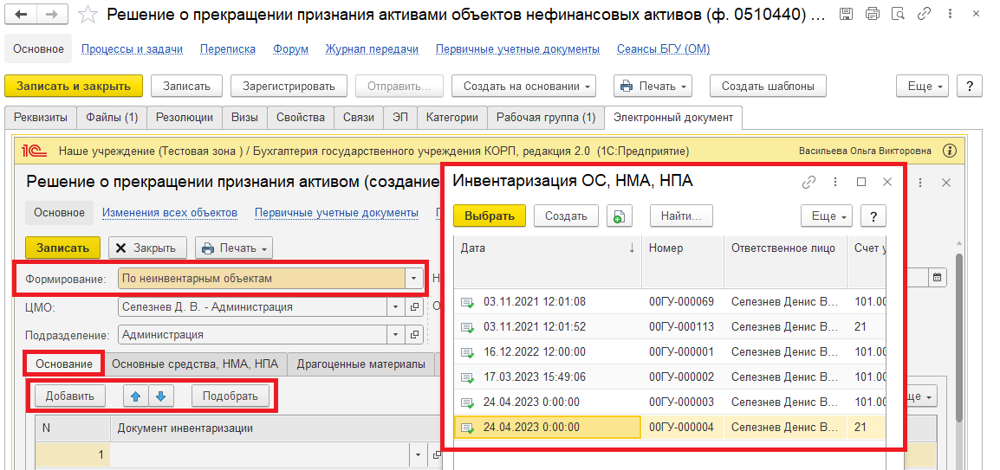 Решение о прекращении признания активами объектов нефинансовых активов (ф. 0510440) ...
Основное Процессы и задачи Переписка Форум Журнал передачи Первичные учетные документы Сеансы БГУ (ОМ)
Записать и закрыть Записать Зарегистрировать Отправить... Создать на основании Печать Создать шаблоны Еще ?
Реквизиты Файлы (1) Резолюции Визы Свойства Связи ЭП Категории Рабочая группа (1) Электронный документ
1С Наше учреждение (Тестовая зона ) / Бухгалтерия государственного учреждения КОРП, редакция 2.0 (1С:Предприятие) Васильева Ольга Викторовна
Решение о прекращении признания активом (создание
Основное Изменения всех объектов Первичные учетные документы
Записать Закрыть Печать
Формирование: По неинвентарным объектам Н
ЦМО: Селезнев Д. В. - Администрация О
Подразделение: Администрация
Основание Основные средства, НМА, НПА Драгоценные материалы
Добавить Подобрать ще
N Документ инвентаризации
1
Инвентаризация ОС, НМА, НПА
Выбрать Создать Найти... Еще ?
Дата ↓ Номер Ответственное лицо Счет у
03.11.2021 12:01:08 00ГУ-000069 Селезнев Денис В... 101.00
03.11.2021 12:01:52 00ГУ-000113 Селезнев Денис В... 21
16.12.2022 12:00:00 00ГУ-000001 Селезнев Денис В... 101.00
17.03.2023 15:49:06 00ГУ-000002 Селезнев Денис В... 101.00
24.04.2023 0:00:00 00ГУ-000003 Селезнев Денис В... 101.00
24.04.2023 0:00:00 00ГУ-000004 Селезнев Денис В... 21